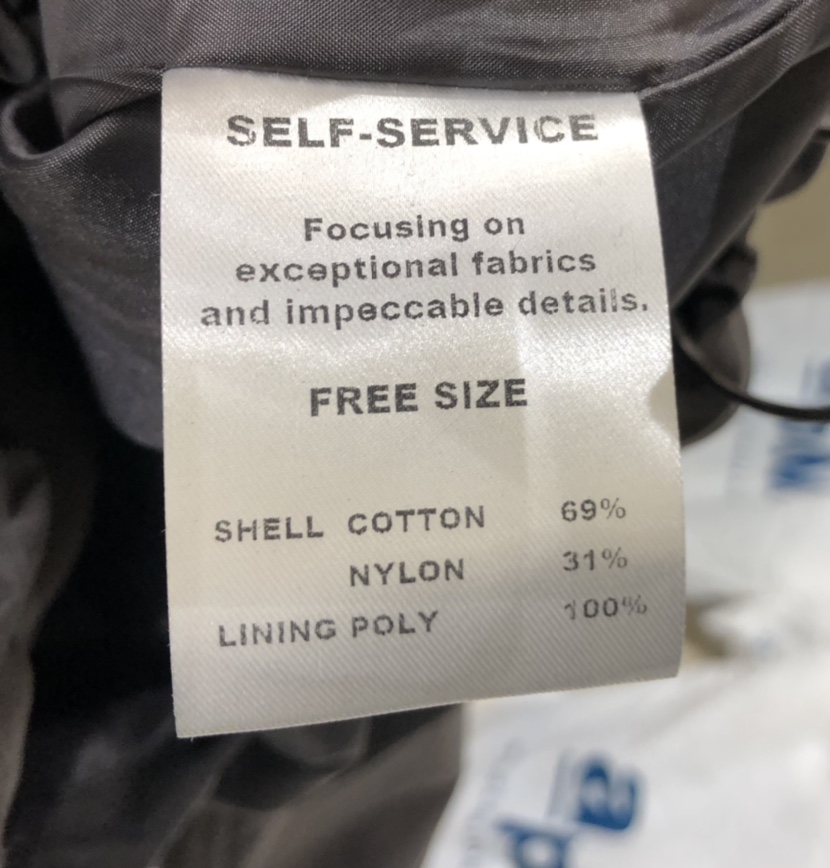 SELF-SERVICE
Focusing on
exceptional fabrics
and impeccable details.
FREE SIZE
SHELL COTTON 69%
NYLON 31%
LINING POLY 100%